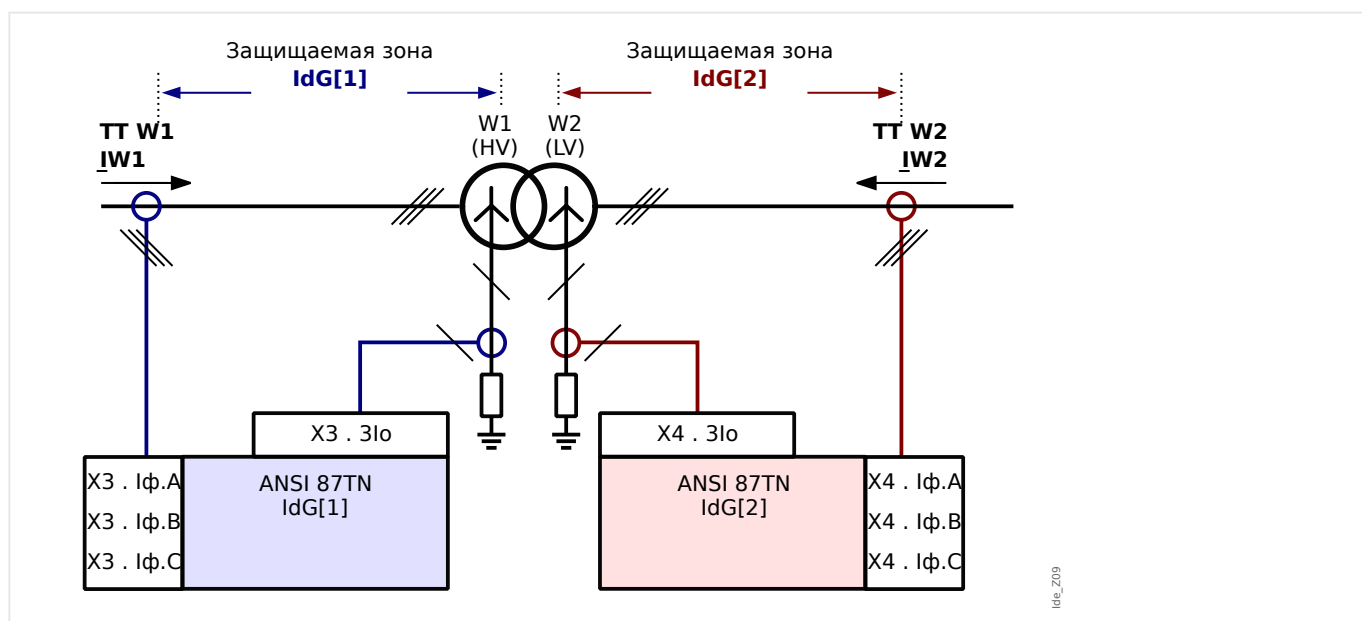 Защищаемая зона
IdG[1]
Защищаемая зона
IdG[2]
TT W1
IW1
W1
(HV)
W2
(LV)
TT W2
IW2
X3 . 3Io
X4 . 3Io
X3 . Iф.A
X3 . Iф.B
X3 . Iф.C
ANSI 87TN
IdG[1]
ANSI 87TN
IdG[2]
X4 . Iф.A
X4 . Iф.B
X4 . Iф.C
Ide_Z09